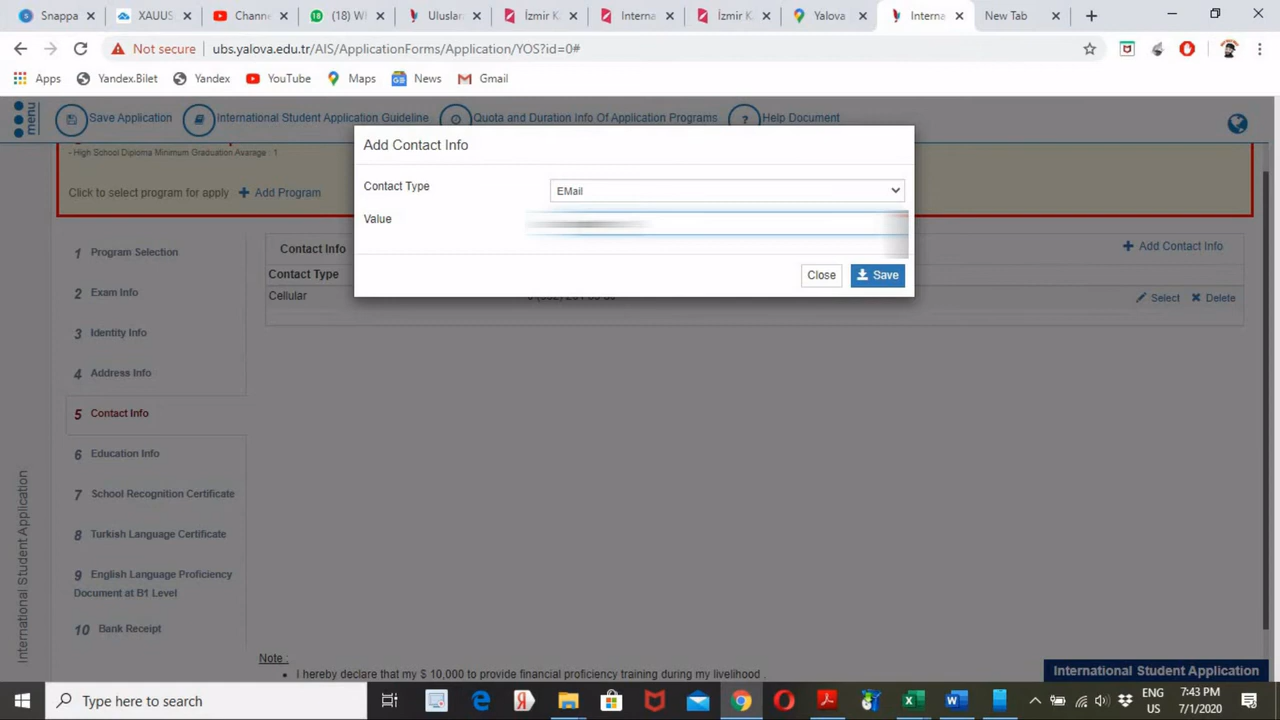 Snappa
XAUUS
Channe
(18) W
Uluslar
İzmir K
Interna
İzmir K
Yalova
Interna
New Tab
Not secure
ubs.yalova.edu.tr/AIS/ApplicationForms/Application/YOS?id=0#
Apps
Yandex.Bilet
Yandex
YouTube
Maps
News
Gmail
menu
Save Application
International Student Application Guideline
Quota and Duration Info Of Application Programs
Help Document
- High School Diploma Minimum Graduation Avarage : 1
Click to select program for apply
Add Program
Add Contact Info
Contact Type
EMail
Value
Close
Save
1 Program Selection
2 Exam Info
3 Identity Info
4 Address Info
5 Contact Info
6 Education Info
7 School Recognition Certificate
8 Turkish Language Certificate
9 English Language Proficiency
Document at B1 Level
10 Bank Receipt
Contact Info
Add Contact Info
Contact Type
Cellular
Select
Delete
International Student Application
Note :
I hereby declare that my $ 10,000 to provide financial proficiency training during my livelihood .
International Student Application
Type here to search
ENG
US
7:43 PM
7/1/2020